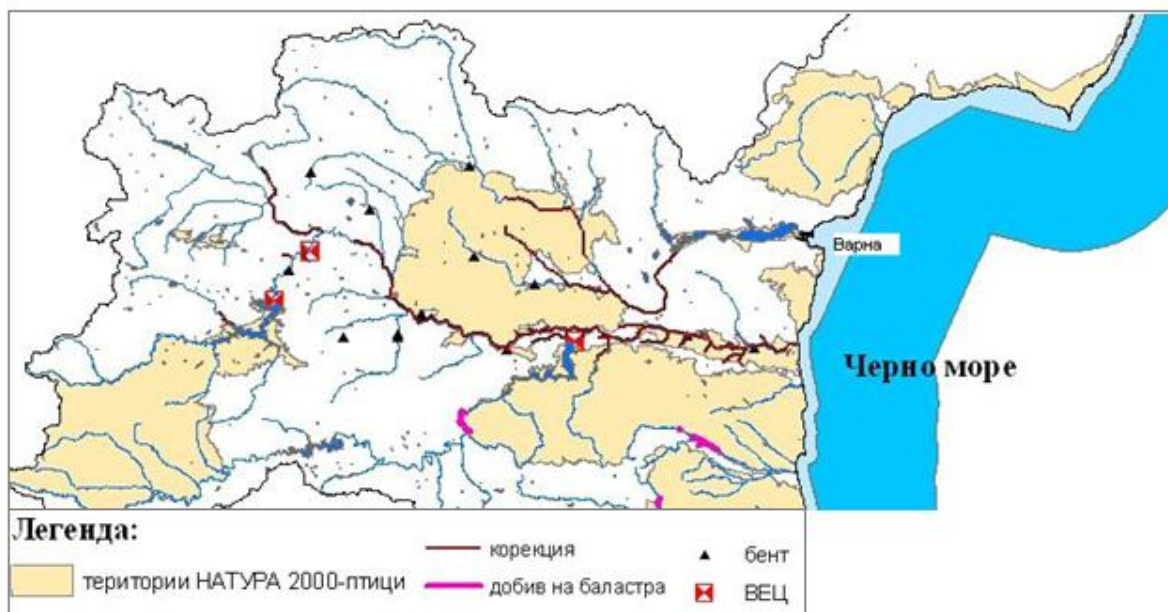 Варна
Черно море
Легенда:
територии НАТУРА 2000-птици
корекция
добив на баластра
бент
ВЕЦ